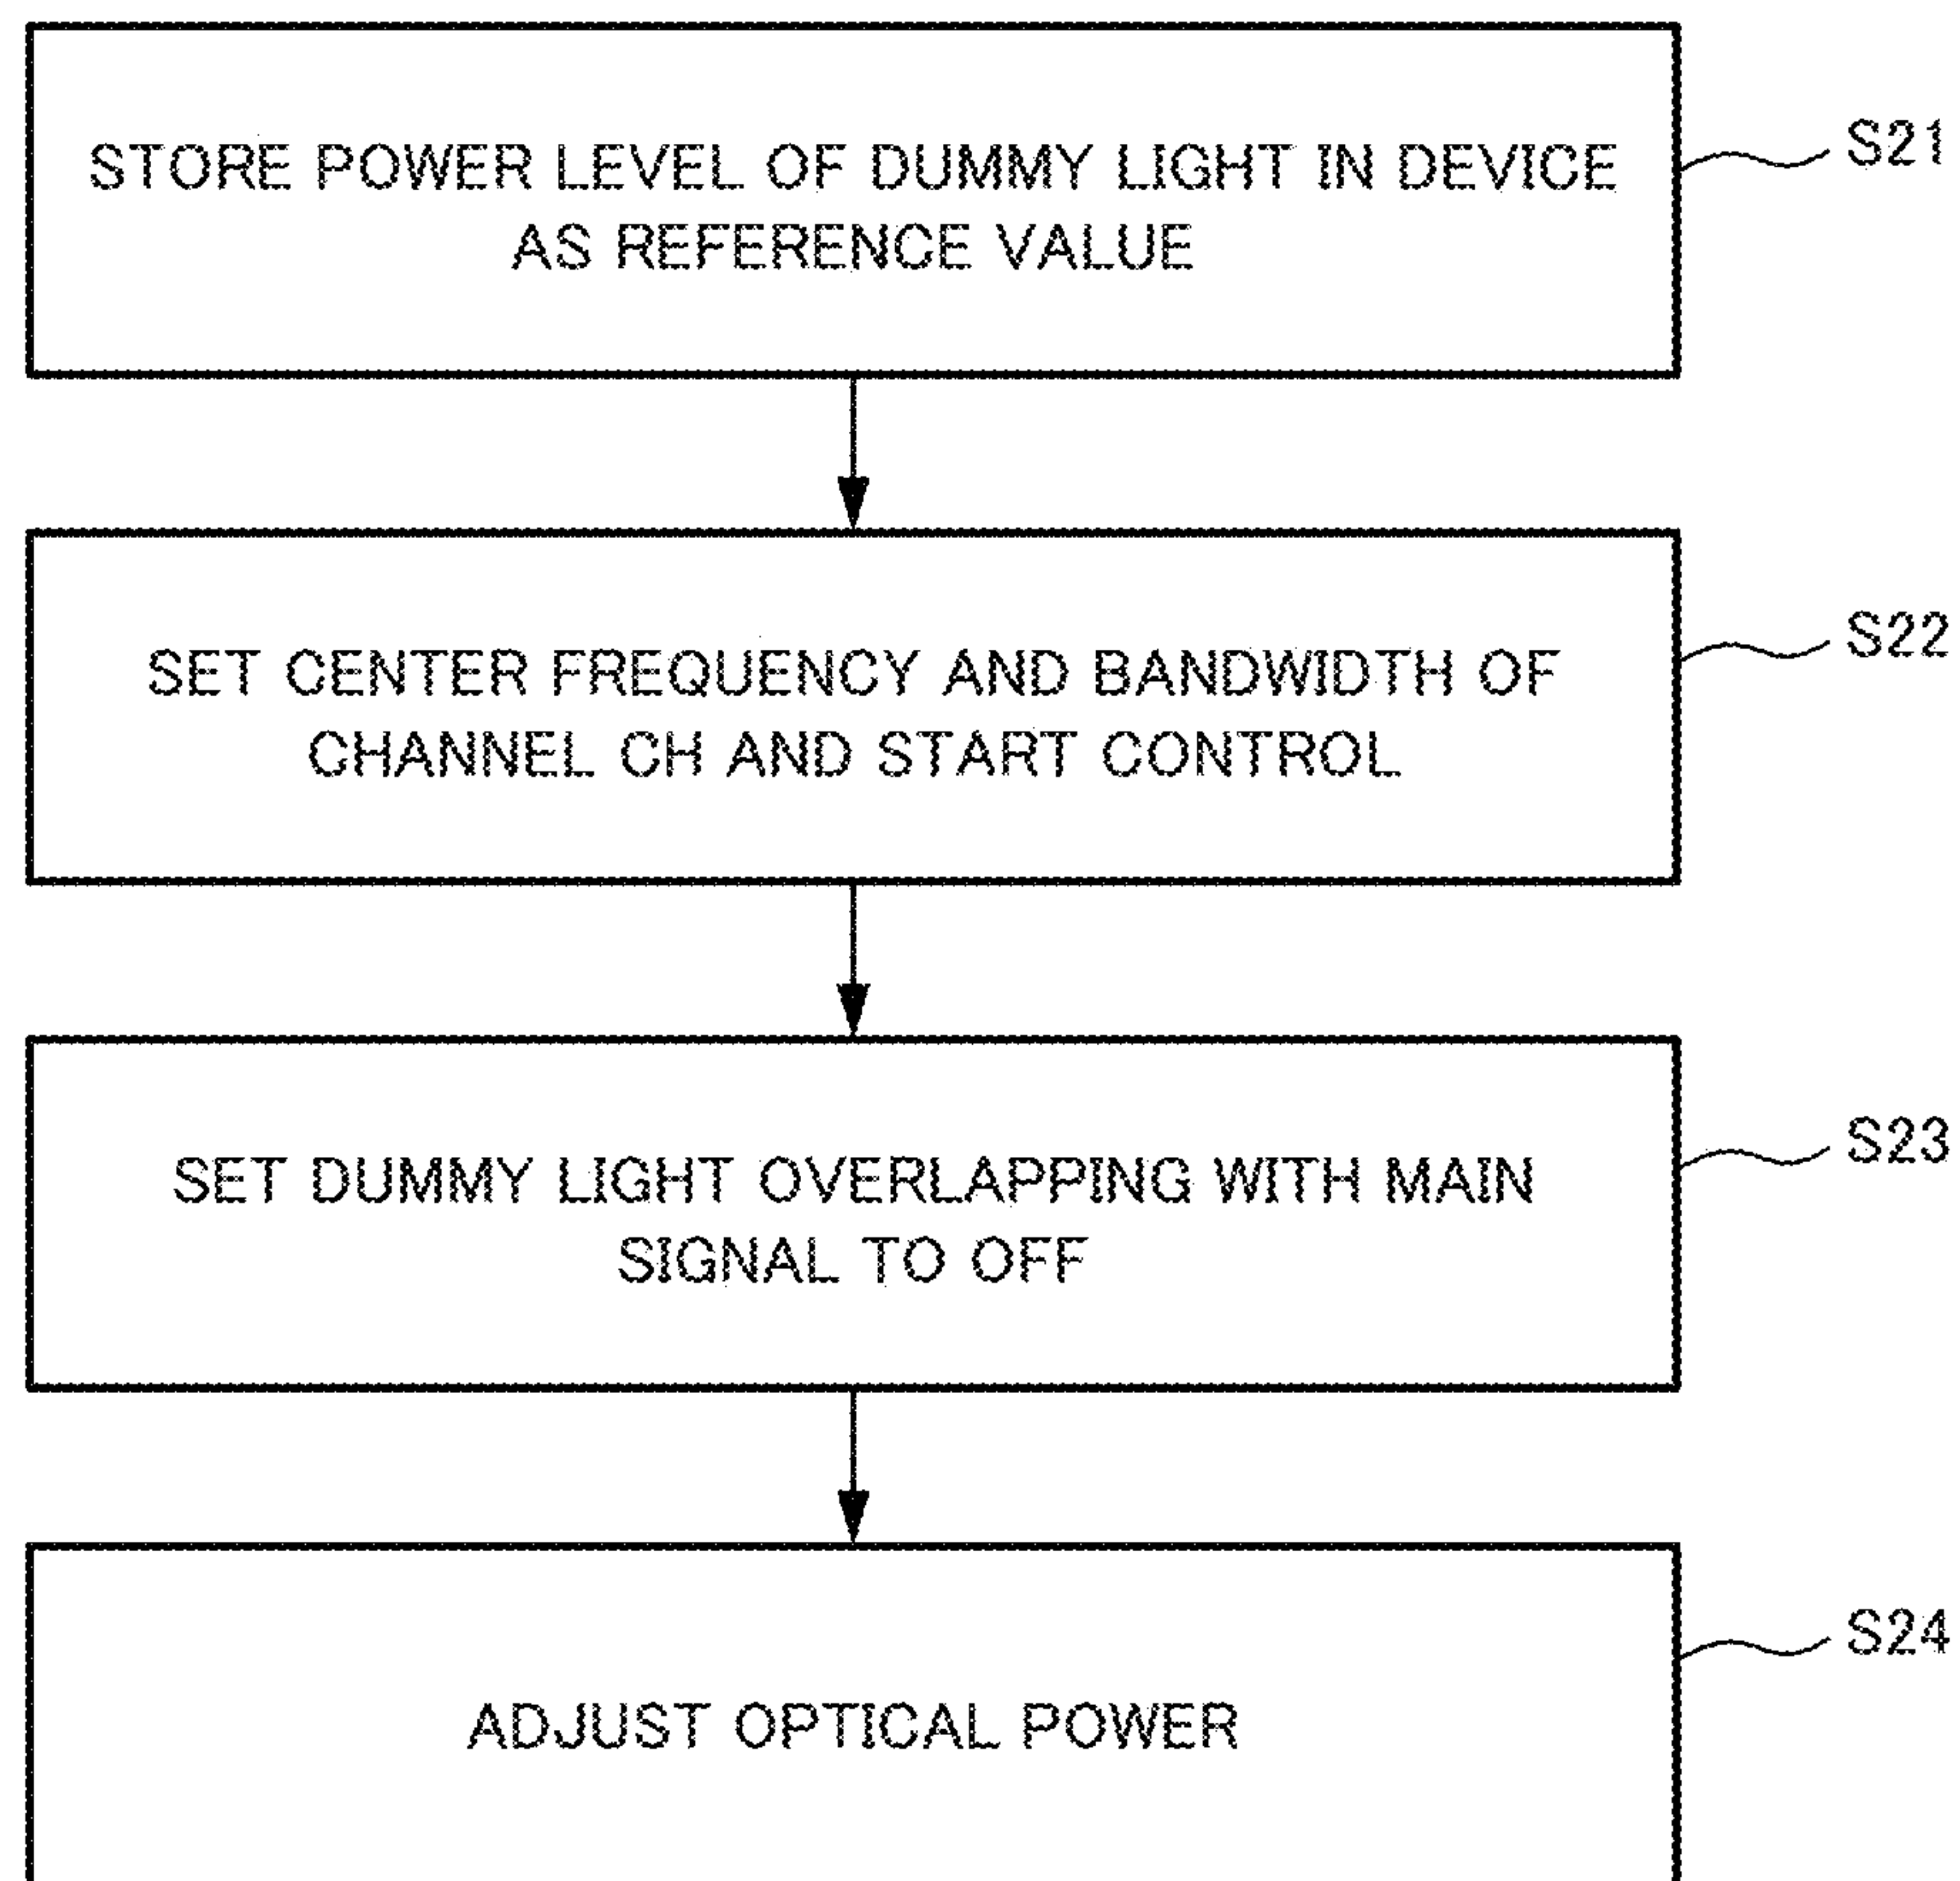 STORE POWER LEVEL OF DUMMY LIGHT IN DEVICE
AS REFERENCE VALUE
S21
SET CENTER FREQUENCY AND BANDWIDTH OF
CHANNEL CH AND START CONTROL
S22
SET DUMMY LIGHT OVERLAPPING WITH MAIN
SIGNAL TO OFF
S23
ADJUST OPTICAL POWER
S24